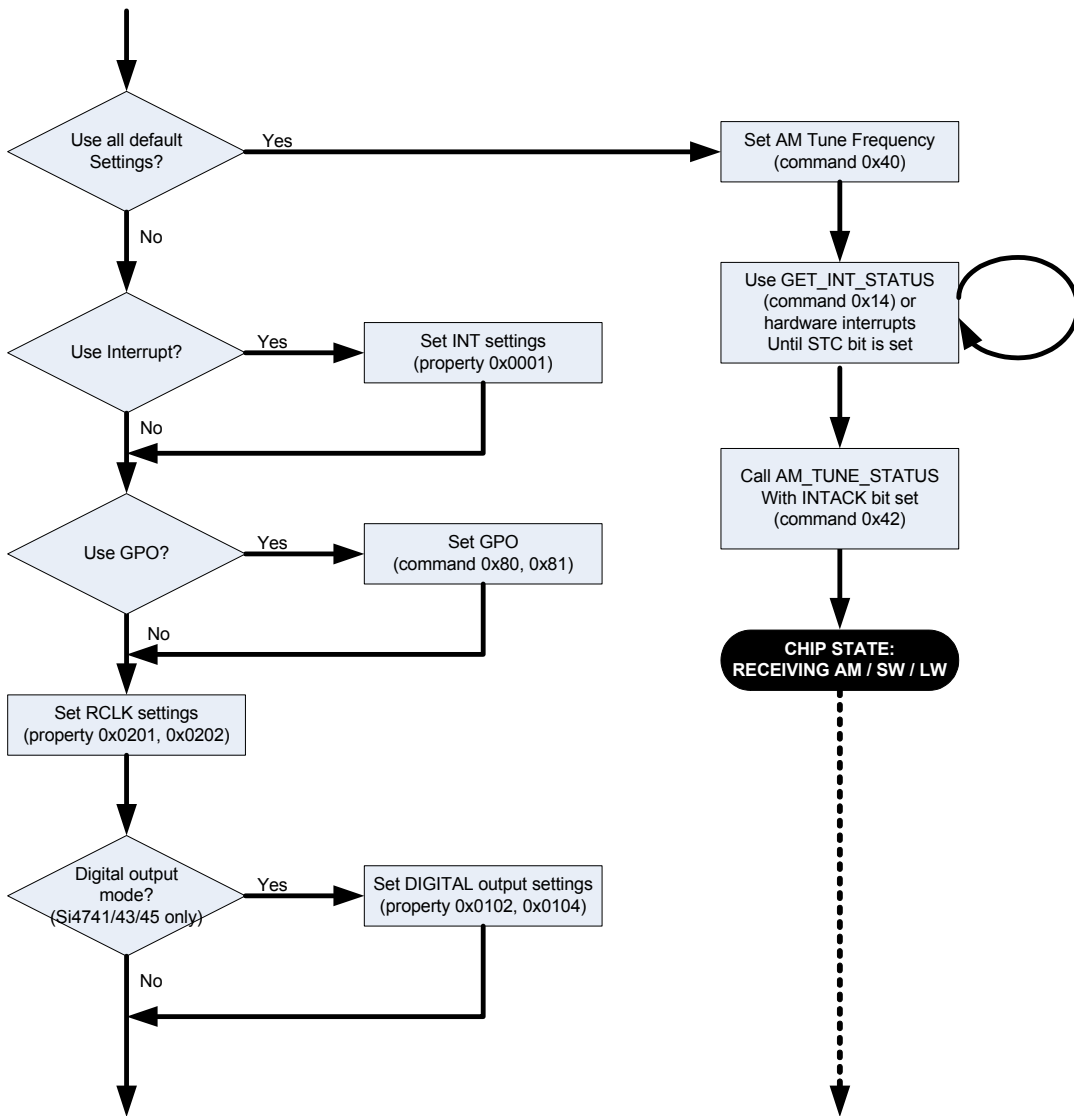 Use all default
Settings?
Yes
No
Set AM Tune Frequency
(command 0x40)
Use GET_INT_STATUS
(command 0x14) or
hardware interrupts
Until STC bit is set
Use Interrupt?
Yes
No
Set INT settings
(property 0x0001)
Call AM_TUNE_STATUS
With INTACK bit set
(command 0x42)
Use GPO?
Yes
No
Set GPO
(command 0x80, 0x81)
CHIP STATE:
RECEIVING AM / SW / LW
Set RCLK settings
(property 0x0201, 0x0202)
Digital output
mode?
(Si4741/43/45 only)
Yes
No
Set DIGITAL output settings
(property 0x0102, 0x0104)